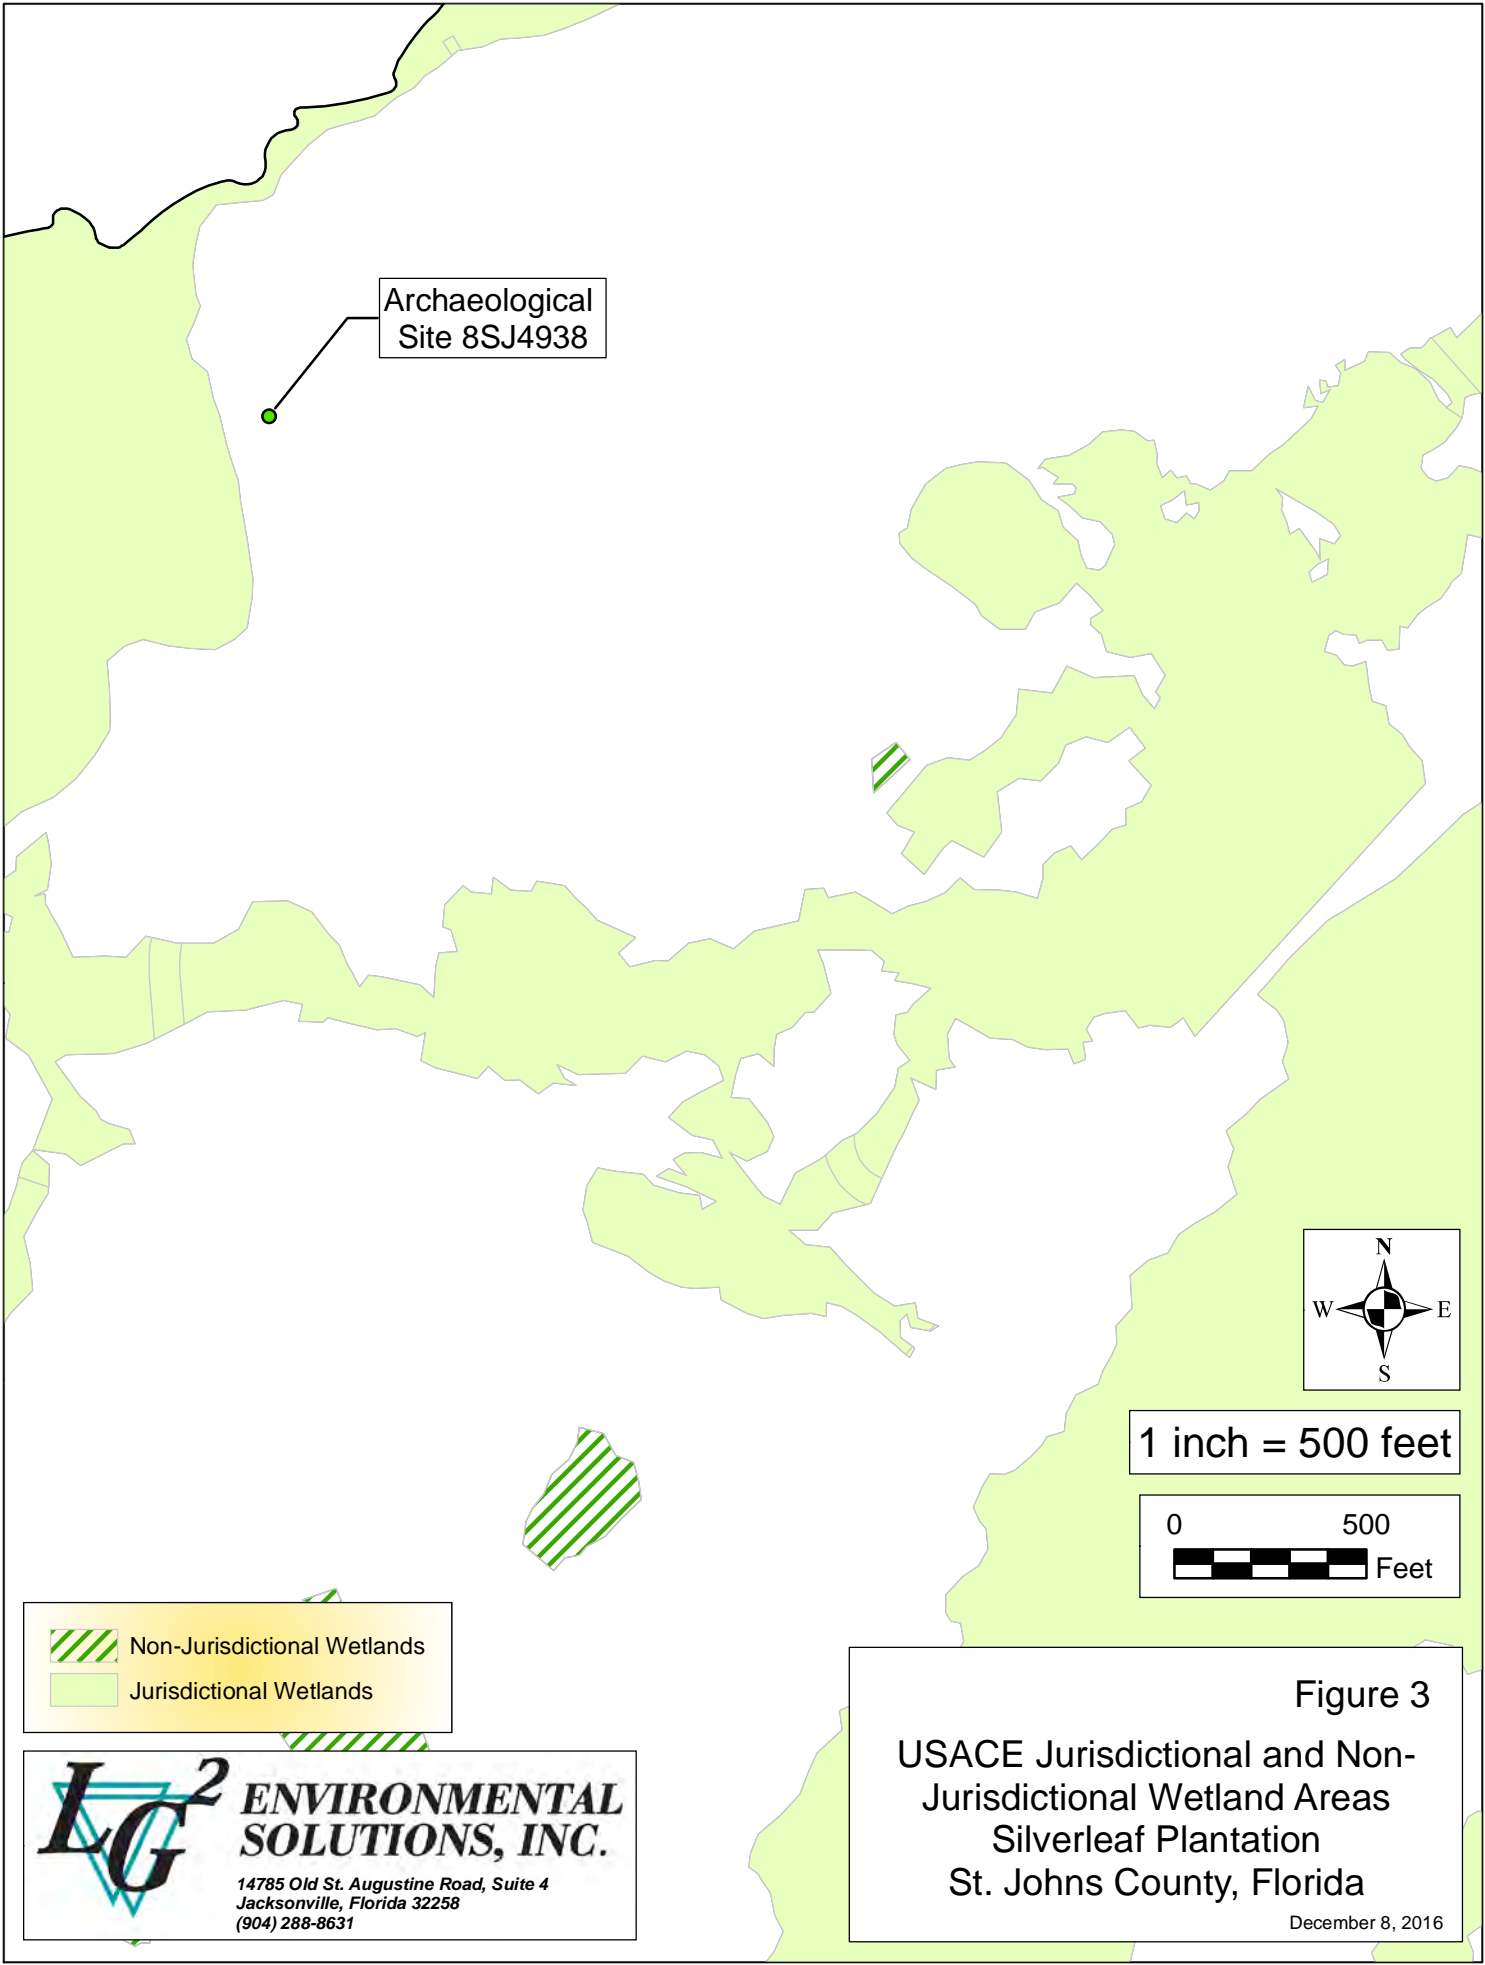 Archaeological
Site 8SJ4938
N
W E
S
1 inch = 500 feet
0 500
Feet
Non-Jurisdictional Wetlands
Jurisdictional Wetlands
LG2
ENVIRONMENTAL
SOLUTIONS, INC.
14785 Old St. Augustine Road, Suite 4
Jacksonville, Florida 32258
(904) 288-8631
Figure 3
USACE Jurisdictional and Non-
Jurisdictional Wetland Areas
Silverleaf Plantation
St. Johns County, Florida
December 8, 2016